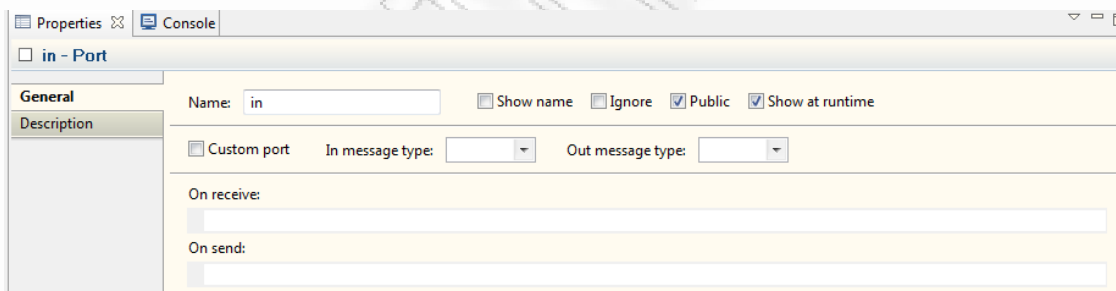 Properties Console
in - Port
General
Name: in Show name Ignore Public Show at runtime
Description
Custom port In message type: Out message type:
On receive:
On send: